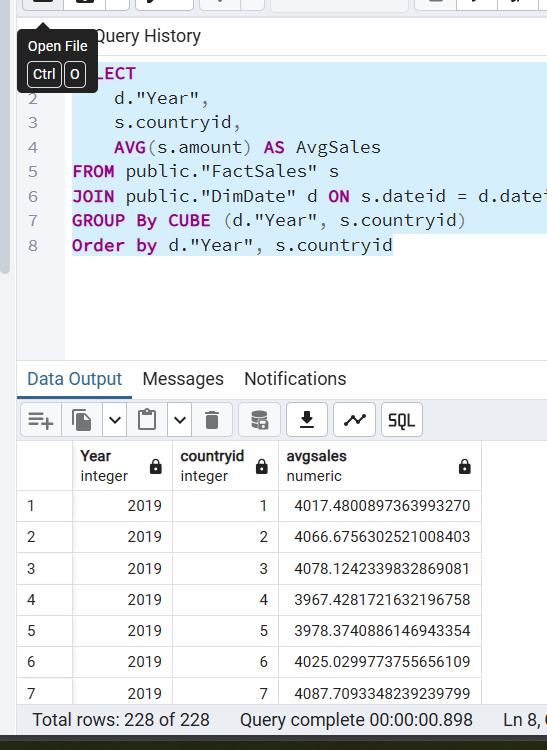 Query History
Open File
Ctrl O
LECT
2 d."Year",
3 s.countryid,
4 AVG(s.amount) AS AvgSales
5 FROM public."FactSales" s
6 JOIN public."DimDate" d ON s.dateid = d.datei
7 GROUP By CUBE (d."Year", s.countryid)
8 Order by d."Year", s.countryid
Data Output Messages Notifications
SQL
Year countryid avgsales
integer integer numeric
1 2019 1 4017.4800897363993270
2 2019 2 4066.6756302521008403
3 2019 3 4078.1242339832869081
4 2019 4 3967.4281721632196758
5 2019 5 3978.3740886146943354
6 2019 6 4025.0299773755656109
7 2019 7 4087.7093348239239799
Total rows: 228 of 228 Query complete 00:00:00.898 Ln 8,